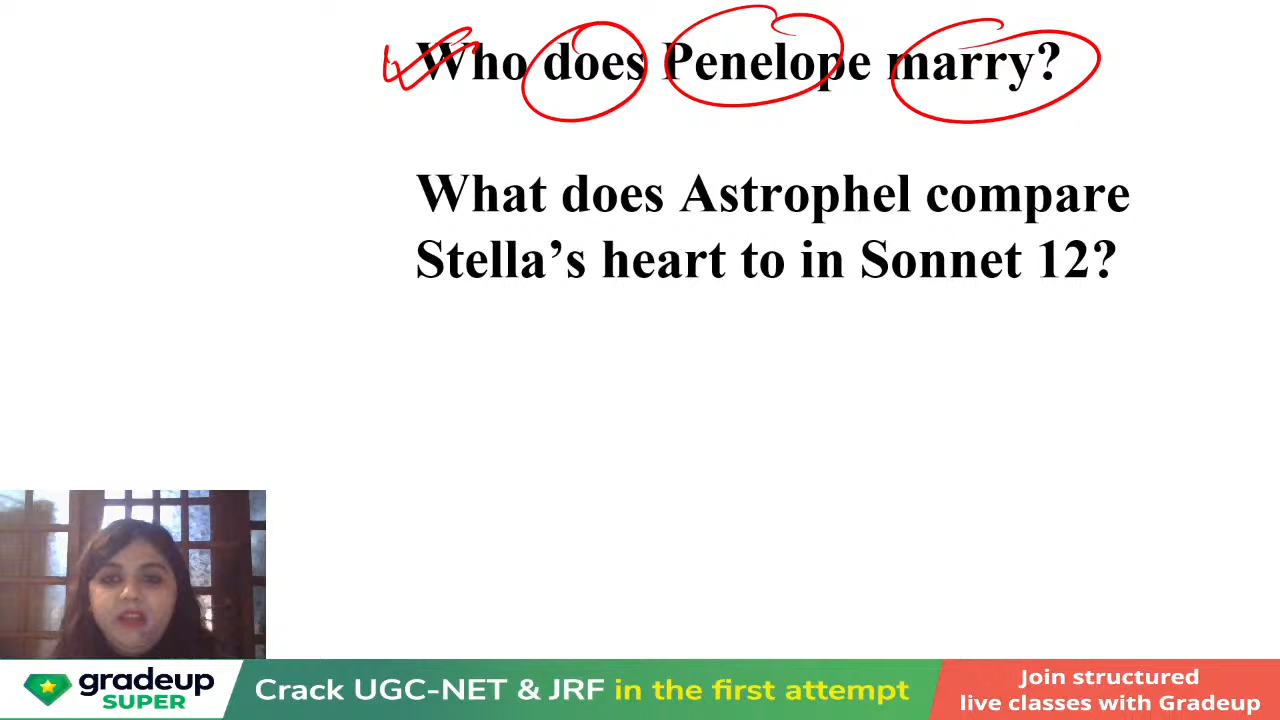 Who does Penelope marry?
What does Astrophel compare
Stella’s heart to in Sonnet 12?
gradeup
SUPER
Crack UGC-NET & JRF in the first attempt
Join structured
live classes with Gradeup